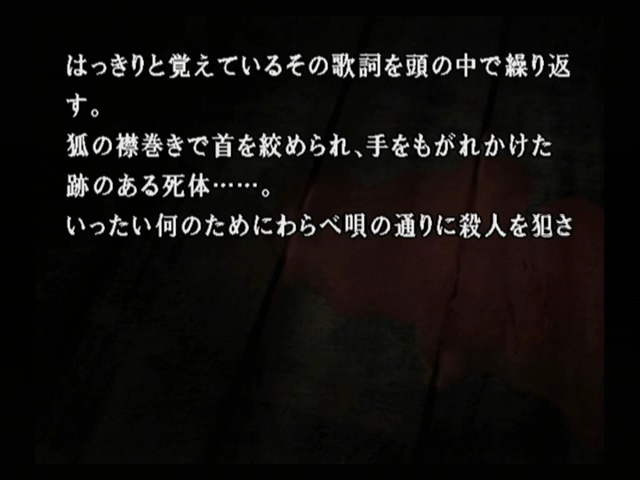 はっきりと覚えているその歌詞を頭の中で繰り返
す。
狐の襟巻きで首を絞められ、手をもがれかけた
跡のある死体……。
いったい何のためにわらべ唄の通りに殺人を犯さ